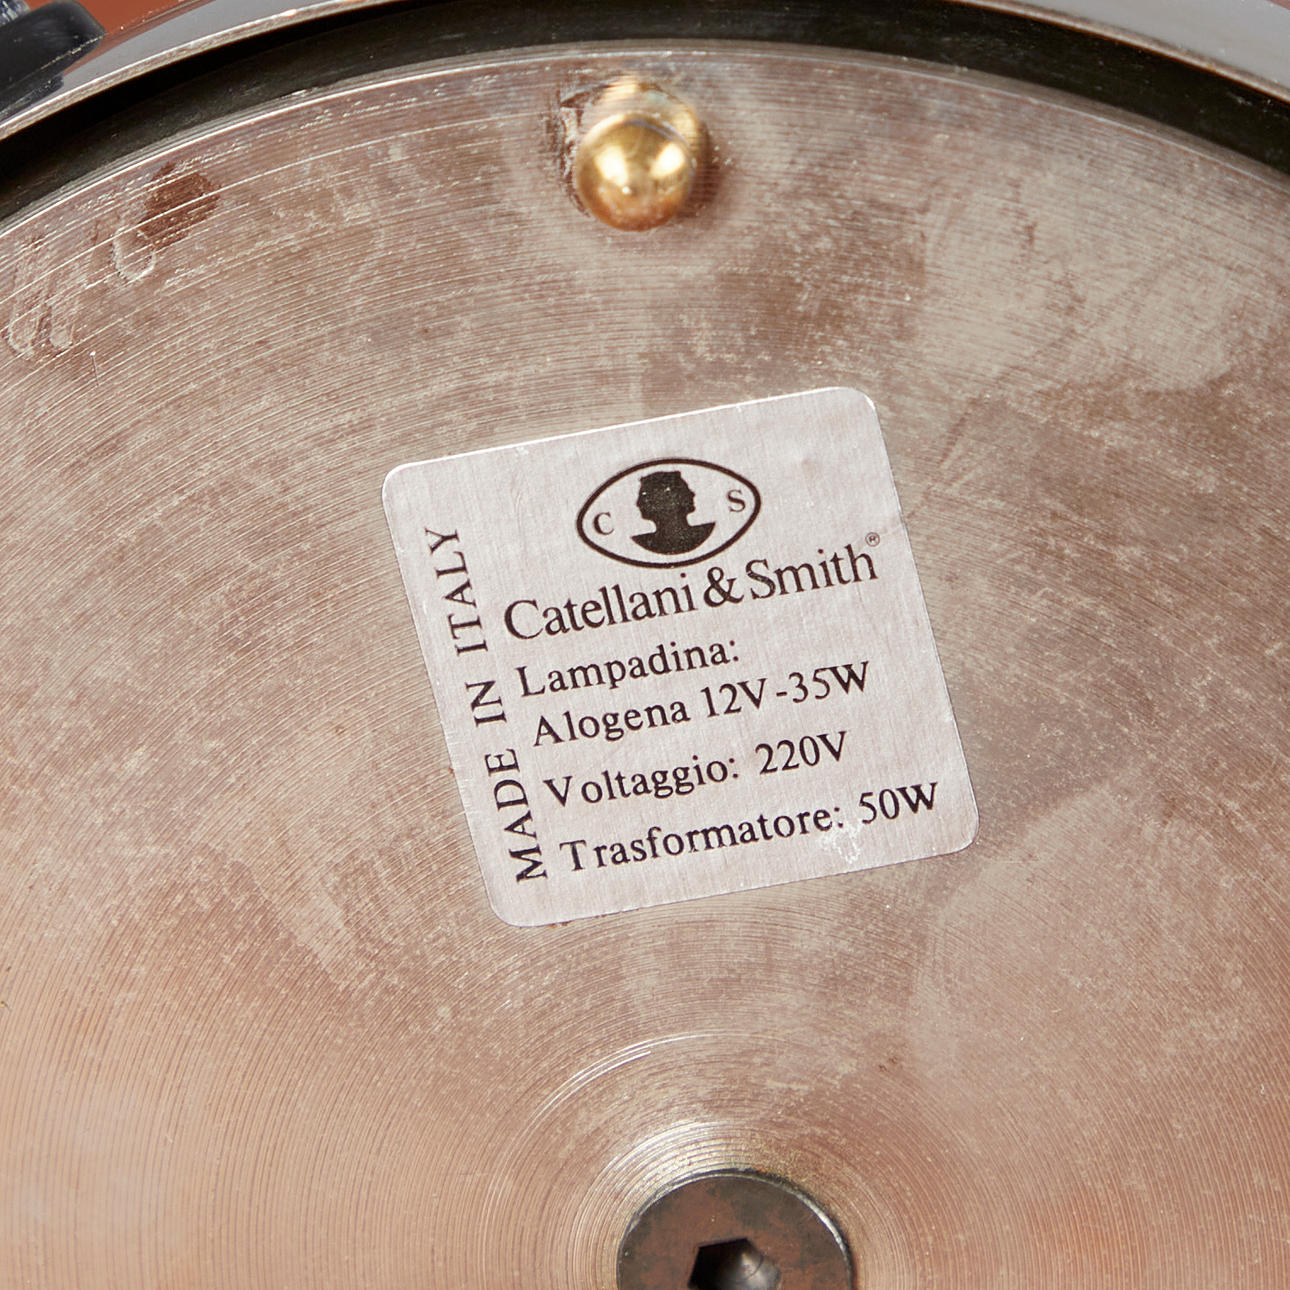 C S
Catellani & Smith®
Lampadina:
Alogena 12V-35W
Voltaggio: 220V
Trasformatore: 50W
MADE IN ITALY